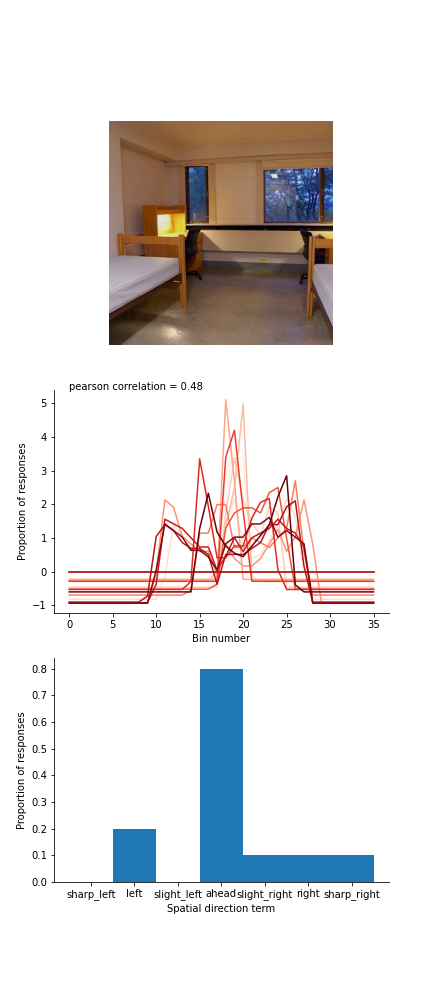 pearson correlation = 0.48
Proportion of responses
5
4
3
2
1
0
−1
0 5 10 15 20 25 30 35
Bin number
Proportion of responses
0.8
0.7
0.6
0.5
0.4
0.3
0.2
0.1
0.0
sharp_left left slight_left ahead slight_right right sharp_right
Spatial direction term